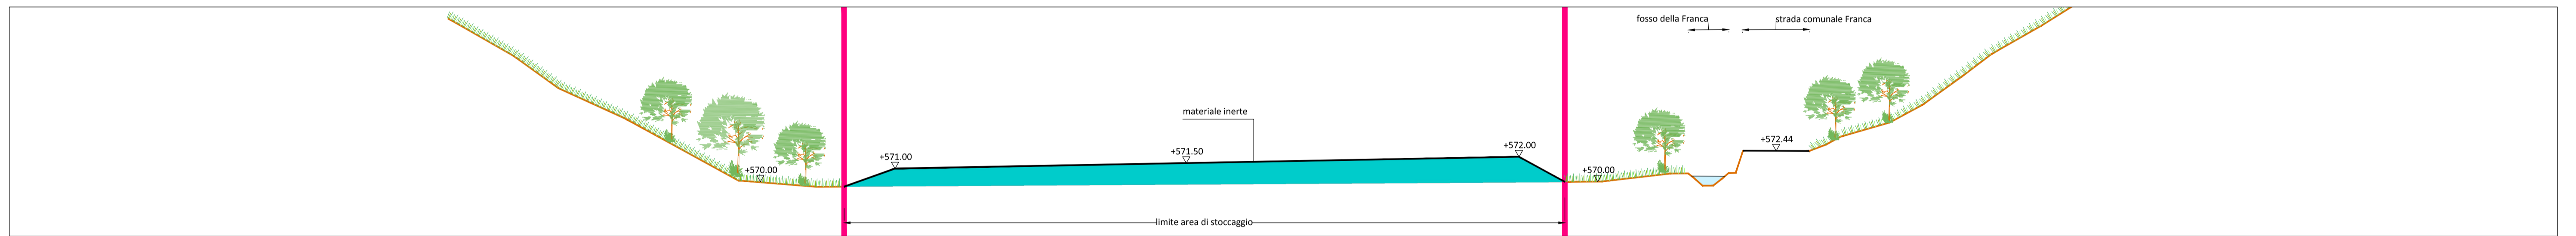 fosso della Franca
strada comunale Franca
materiale inerte
+572.44
+572.00
+571.50
+571.00
+570.00
+570.00
limite area di stoccaggio